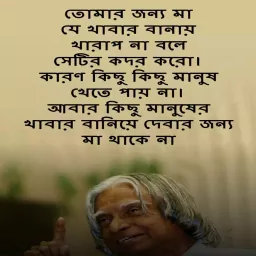 তোমার জন্য মা
যে খাবার বানায়
খারাপ না বলে
সেটির কদর করো।
কারণ কিছু কিছু মানুষ
খেতে পায় না।
আবার কিছু মানুষের
খাবার বানিয়ে দেবার জন্য
মা থাকে না